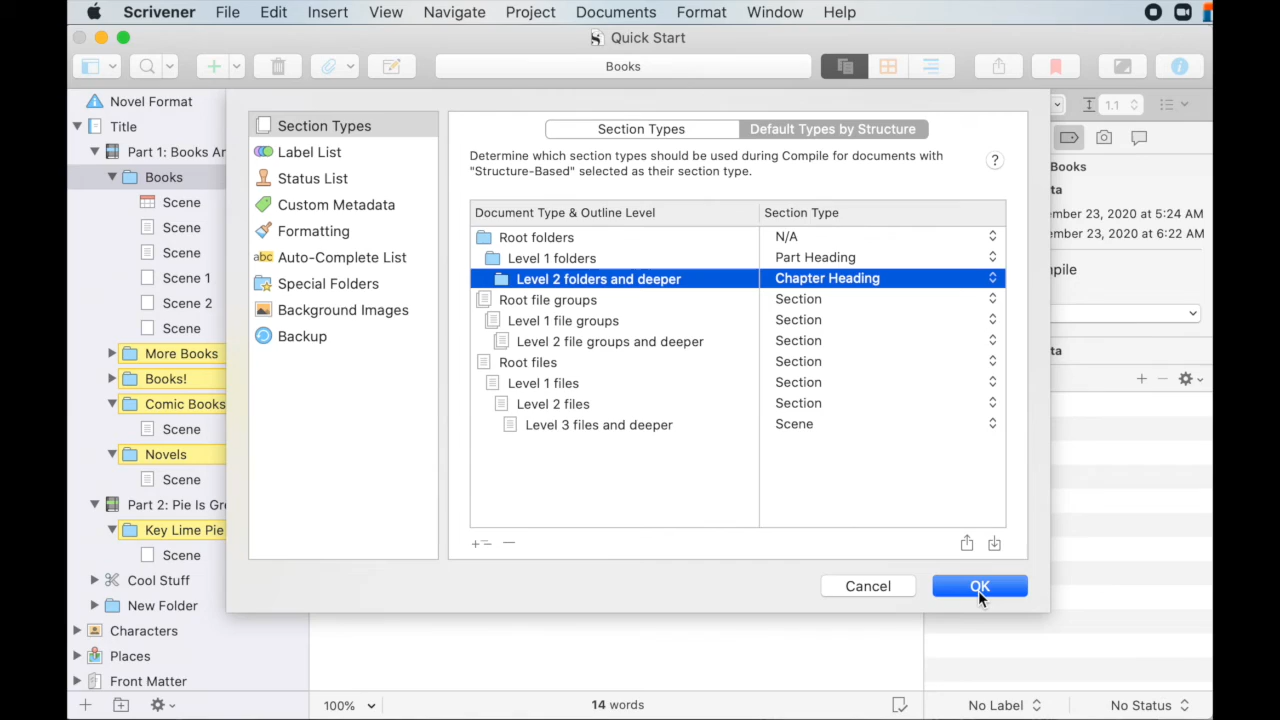 Scrivener File Edit Insert View Navigate Project Documents Format Window Help
Quick Start
Books
Novel Format
Title
Part 1: Books Ar
Books
Scene
Scene
Scene
Scene 1
Scene 2
Scene
More Books
Books!
Comic Books
Scene
Novels
Scene
Part 2: Pie Is Gre
Key Lime Pie
Scene
Cool Stuff
New Folder
Characters
Places
Front Matter
Section Types
Label List
Status List
Custom Metadata
Formatting
abc Auto-Complete List
Special Folders
Background Images
Backup
Section Types Default Types by Structure
Determine which section types should be used during Compile for documents with
"Structure-Based" selected as their section type.
?
Document Type & Outline Level Section Type
Root folders N/A
Level 1 folders Part Heading
Level 2 folders and deeper Chapter Heading
Root file groups Section
Level 1 file groups Section
Level 2 file groups and deeper Section
Root files Section
Level 1 files Section
Level 2 files Section
Level 3 files and deeper Scene
Cancel OK
1.1
Books
ta
mber 23, 2020 at 5:24 AM
mber 23, 2020 at 6:22 AM
pile
ta
100% 14 words No Label No Status